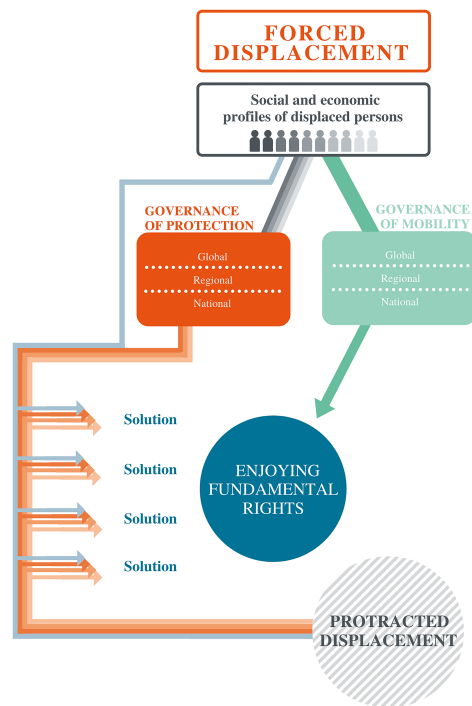 FORCED
DISPLACEMENT
Social and economic
profiles of displaced persons
GOVERNANCE
OF PROTECTION
Global
Regional
National
GOVERNANCE
OF MOBILITY
Global
Regional
National
Solution
Solution
Solution
Solution
ENJOYING
FUNDAMENTAL
RIGHTS
PROTRACTED
DISPLACEMENT